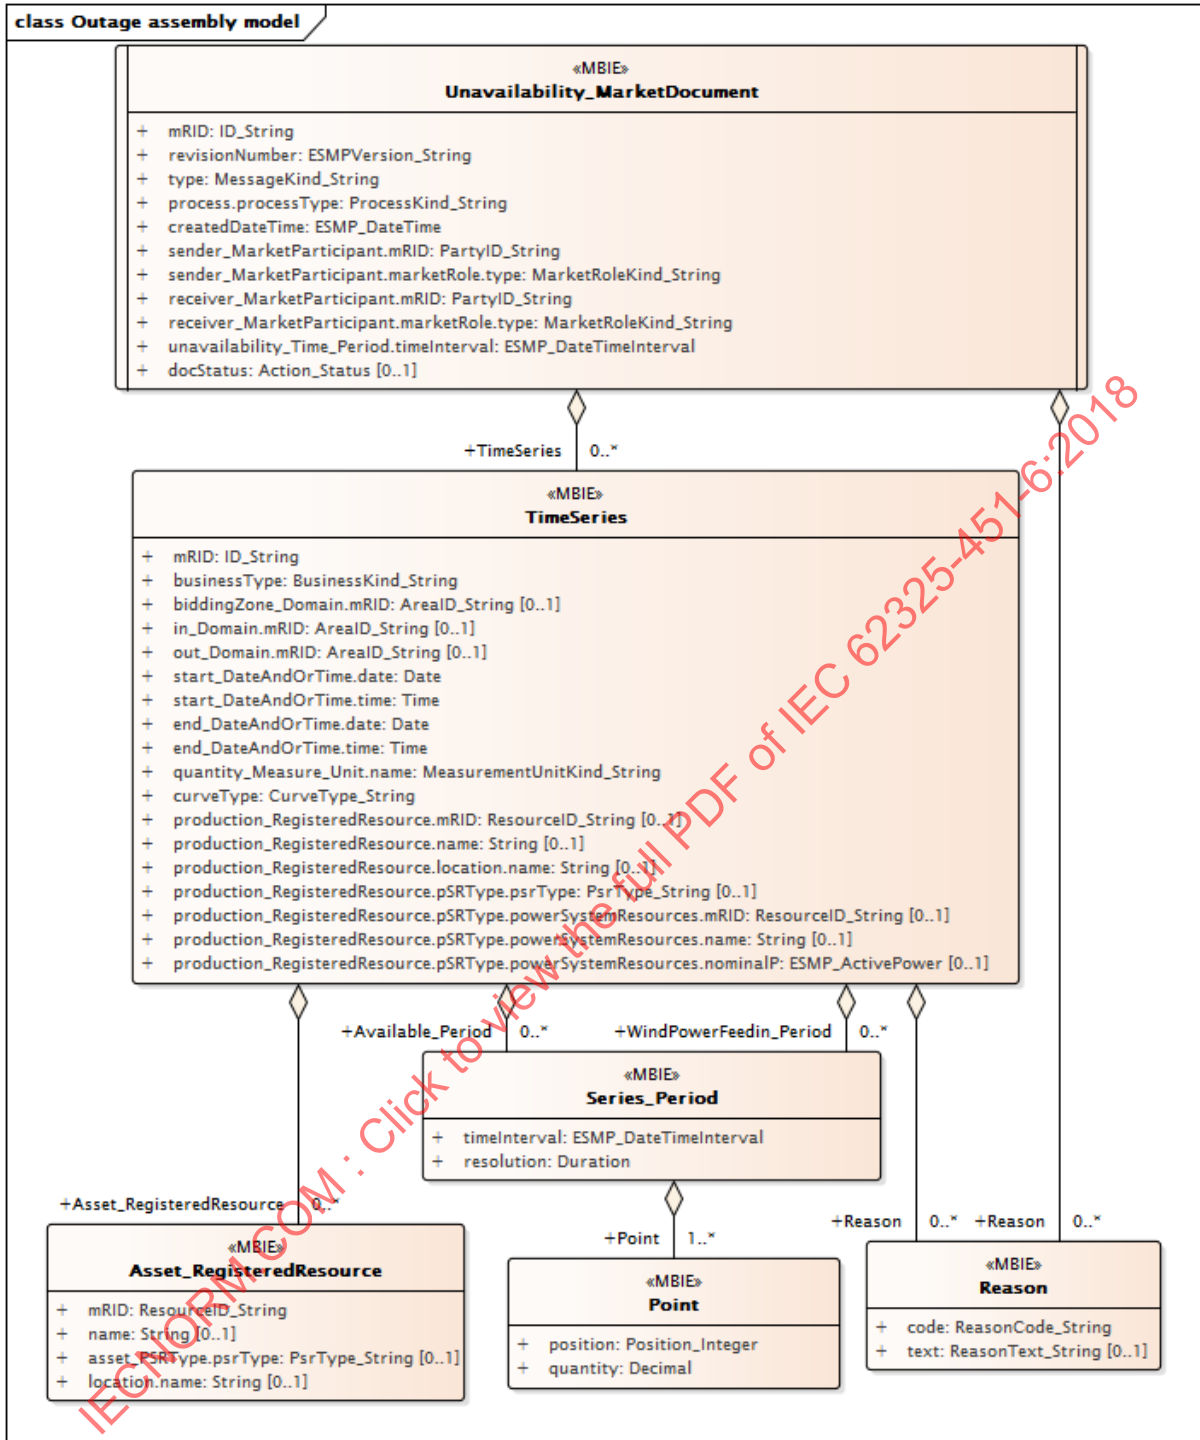 class Outage assembly model
«MBIE»
Unavailability_MarketDocument
+ mRID: ID_String
+ revisionNumber: ESMPVersion_String
+ type: MessageKind_String
+ process.processType: ProcessKind_String
+ createdDateTime: ESMP_DateTime
+ sender_MarketParticipant.mRID: PartyID_String
+ sender_MarketParticipant.marketRole.type: MarketRoleKind_String
+ receiver_MarketParticipant.mRID: PartyID_String
+ receiver_MarketParticipant.marketRole.type: MarketRoleKind_String
+ unavailability_Time_Period.timeInterval: ESMP_DateTimeInterval
+ docStatus: Action_Status [0..1]
+TimeSeries 0..*
«MBIE»
TimeSeries
+ mRID: ID_String
+ businessType: BusinessKind_String
+ biddingZone_Domain.mRID: AreaID_String [0..1]
+ in_Domain.mRID: AreaID_String [0..1]
+ out_Domain.mRID: AreaID_String [0..1]
+ start_DateAndOrTime.date: Date
+ start_DateAndOrTime.time: Time
+ end_DateAndOrTime.date: Date
+ end_DateAndOrTime.time: Time
+ quantity_Measure_Unit.name: MeasurementUnitKind_String
+ curveType: CurveType_String
+ production_RegisteredResource.mRID: ResourceID_String [0..1]
+ production_RegisteredResource.name: String [0..1]
+ production_RegisteredResource.location.name: String [0..1]
+ production_RegisteredResource.pSRType.psrType: PsrType_String [0..1]
+ production_RegisteredResource.pSRType.powerSystemResources.mRID: ResourceID_String [0..1]
+ production_RegisteredResource.pSRType.powerSystemResources.name: String [0..1]
+ production_RegisteredResource.pSRType.powerSystemResources.nominalP: ESMP_ActivePower [0..1]
+Available_Period 0..* +WindPowerFeedin_Period 0..*
«MBIE»
Series_Period
+ timeInterval: ESMP_DateTimeInterval
+ resolution: Duration
+Asset_RegisteredResource 0..*
«MBIE»
Asset_RegisteredResource
+ mRID: ResourceID_String
+ name: String [0..1]
+ asset_PSRType.psrType: PsrType_String [0..1]
+ location.name: String [0..1]
+Point 1..*
«MBIE»
Point
+ position: Position_Integer
+ quantity: Decimal
+Reason 0..* +Reason 0..*
«MBIE»
Reason
+ code: ReasonCode_String
+ text: ReasonText_String [0..1]
IECNORM.COM : Click to view the full PDF of IEC 62325-451-6:2018